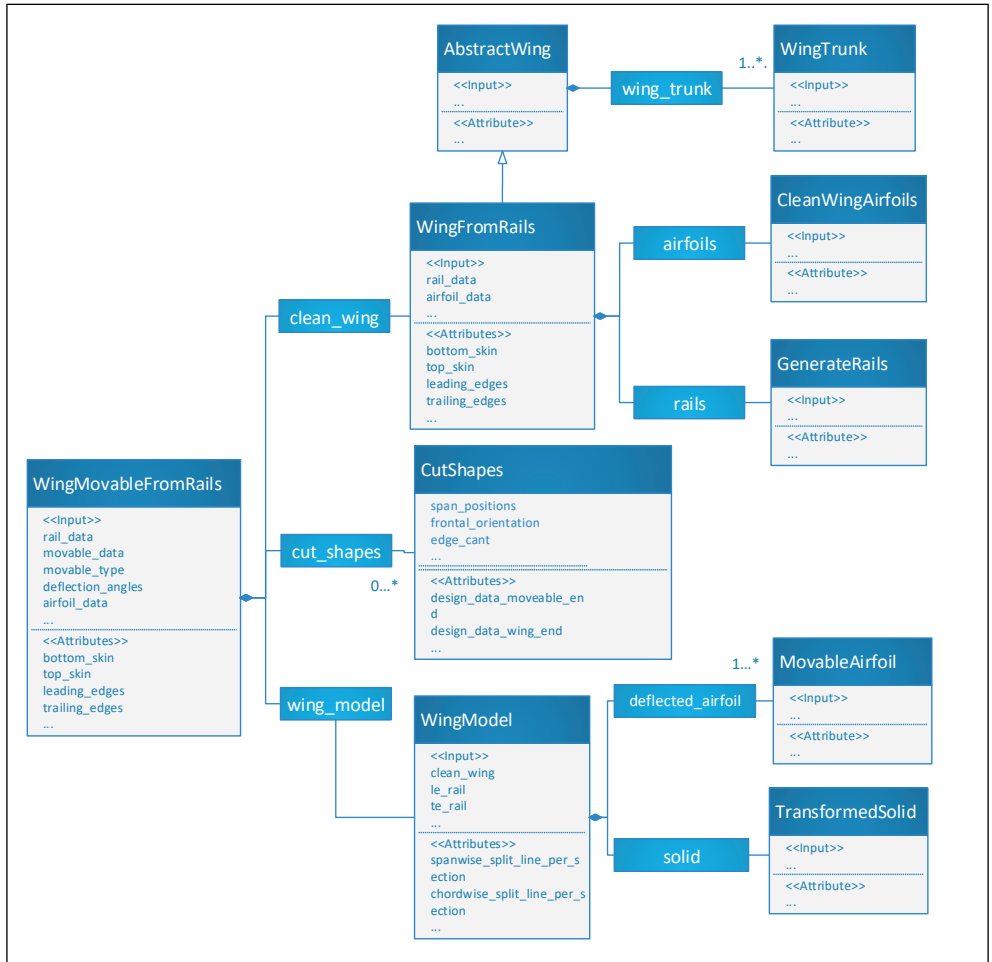 AbstractWing
<<Input>>
...
<<Attribute>>
...
wing_trunk
1..*.
WingTrunk
<<Input>>
...
<<Attribute>>
...
WingFromRails
<<Input>>
rail_data
airfoil_data
...
<<Attributes>>
bottom_skin
top_skin
leading_edges
trailing_edges
...
airfoils
CleanWingAirfoils
<<Input>>
...
<<Attribute>>
...
clean_wing
rails
GenerateRails
<<Input>>
...
<<Attribute>>
...
WingMovableFromRails
<<Input>>
rail_data
movable_data
movable_type
deflection_angles
airfoil_data
...
<<Attributes>>
bottom_skin
top_skin
leading_edges
trailing_edges
...
cut_shapes
0...*
CutShapes
span_positions
frontal_orientation
edge_cant
...
<<Attributes>>
design_data_moveable_en
d
design_data_wing_end
...
wing_model
WingModel
<<Input>>
clean_wing
le_rail
te_rail
...
<<Attributes>>
spanwise_split_line_per_s
ection
chordwise_split_line_per_s
ection
...
deflected_airfoil
1...*
MovableAirfoil
<<Input>>
...
<<Attribute>>
...
solid
TransformedSolid
<<Input>>
...
<<Attribute>>
...